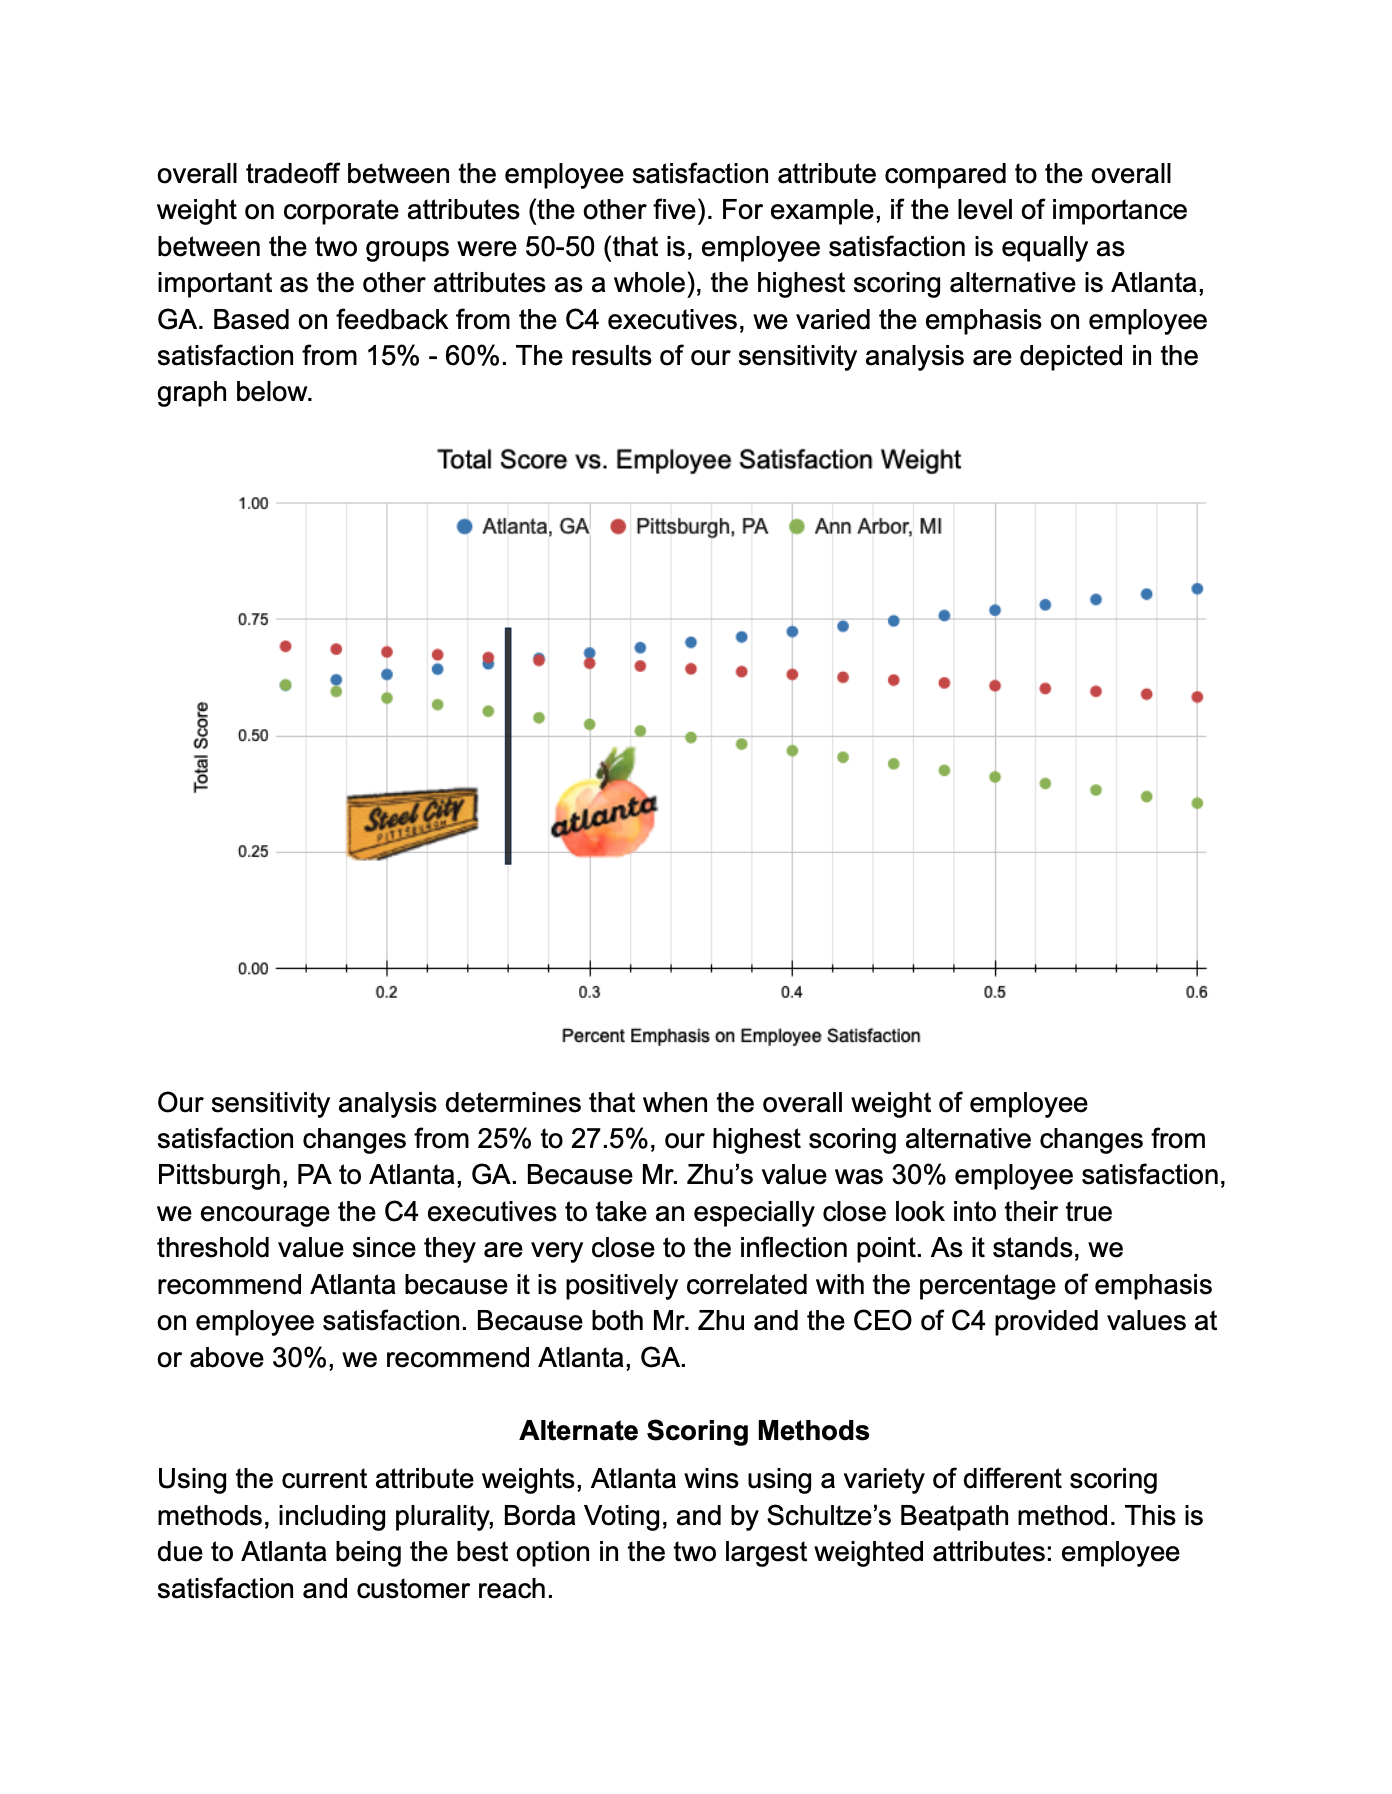 overall tradeoff between the employee satisfaction attribute compared to the overall
weight on corporate attributes (the other five). For example, if the level of importance
between the two groups were 50-50 (that is, employee satisfaction is equally as
important as the other attributes as a whole), the highest scoring alternative is Atlanta,
GA. Based on feedback from the C4 executives, we varied the emphasis on employee
satisfaction from 15% - 60%. The results of our sensitivity analysis are depicted in the
graph below.
Total Score vs. Employee Satisfaction Weight
1.00
Atlanta, GA Pittsburgh, PA Ann Arbor, MI
0.75
Total Score
0.50
Steel City
PITTSBURGH
atlanta
0.25
0.00
0.2 0.3 0.4 0.5 0.6
Percent Emphasis on Employee Satisfaction
Our sensitivity analysis determines that when the overall weight of employee
satisfaction changes from 25% to 27.5%, our highest scoring alternative changes from
Pittsburgh, PA to Atlanta, GA. Because Mr. Zhu’s value was 30% employee satisfaction,
we encourage the C4 executives to take an especially close look into their true
threshold value since they are very close to the inflection point. As it stands, we
recommend Atlanta because it is positively correlated with the percentage of emphasis
on employee satisfaction. Because both Mr. Zhu and the CEO of C4 provided values at
or above 30%, we recommend Atlanta, GA.
Alternate Scoring Methods
Using the current attribute weights, Atlanta wins using a variety of different scoring
methods, including plurality, Borda Voting, and by Schultze’s Beatpath method. This is
due to Atlanta being the best option in the two largest weighted attributes: employee
satisfaction and customer reach.